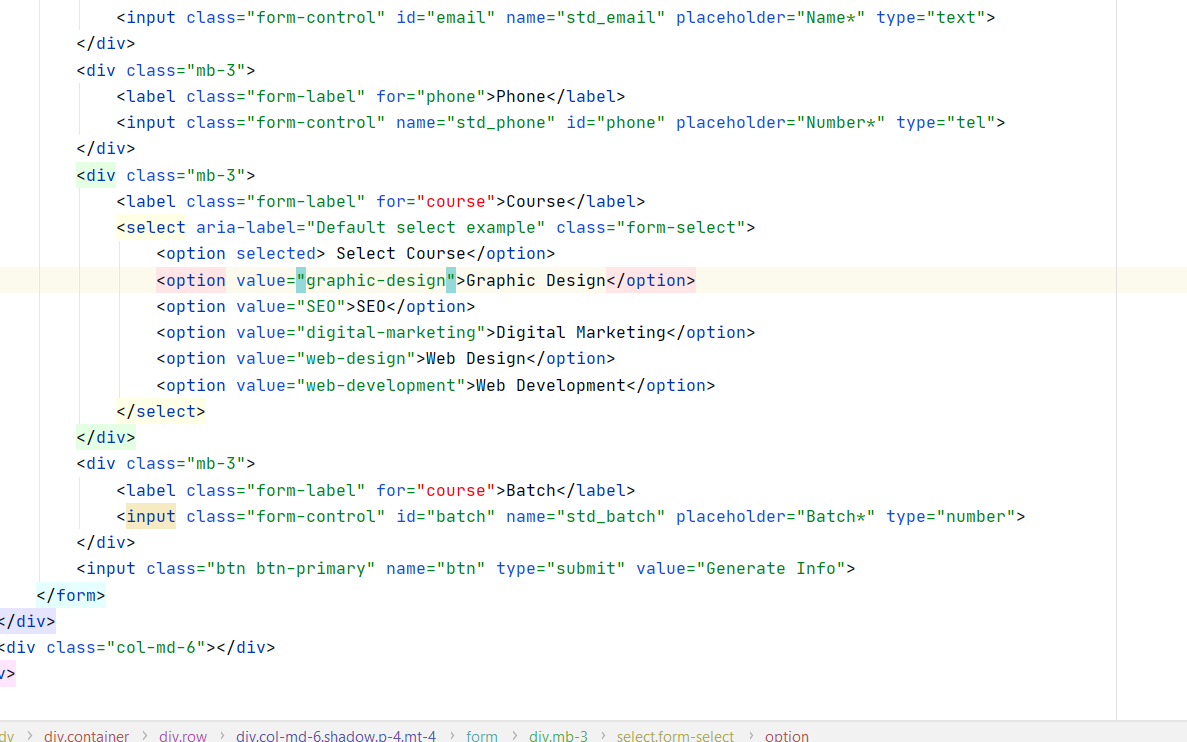 <input class="form-control" id="email" name="std_email" placeholder="Name*" type="text">
</div>
<div class="mb-3">
<label class="form-label" for="phone">Phone</label>
<input class="form-control" name="std_phone" id="phone" placeholder="Number*" type="tel">
</div>
<div class="mb-3">
<label class="form-label" for="course">Course</label>
<select aria-label="Default select example" class="form-select">
<option selected> Select Course</option>
<option value="graphic-design">Graphic Design</option>
<option value="SEO">SEO</option>
<option value="digital-marketing">Digital Marketing</option>
<option value="web-design">Web Design</option>
<option value="web-development">Web Development</option>
</select>
</div>
<div class="mb-3">
<label class="form-label" for="course">Batch</label>
<input class="form-control" id="batch" name="std_batch" placeholder="Batch*" type="number">
</div>
<input class="btn btn-primary" name="btn" type="submit" value="Generate Info">
</form>
</div>
<div class="col-md-6"></div>
v>
dy > div.container > div.row > div.col-md-6.shadow.p-4.mt-4 > form > div.mb-3 > select.form-select > option